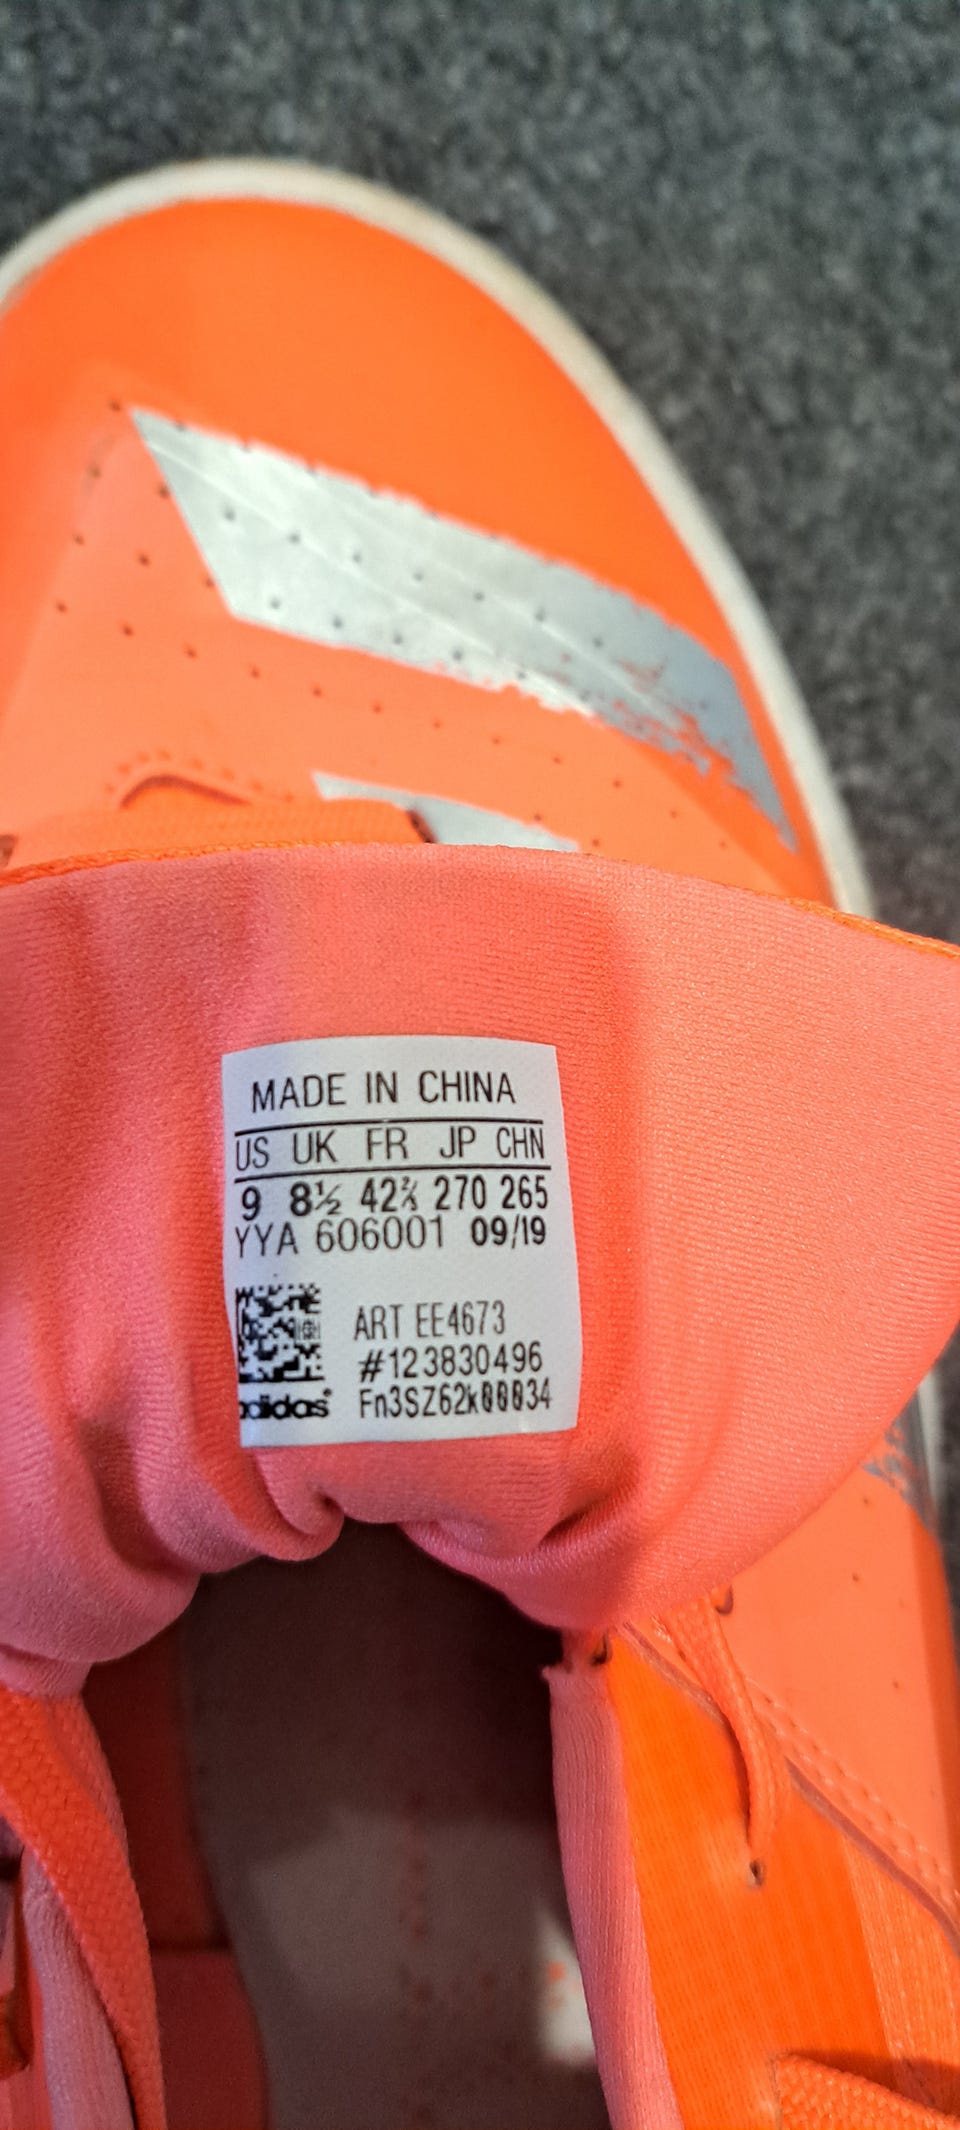 MADE IN CHINA
US UK FR JP CHN
9 8½ 42⅔ 270 265
YYA 606001 09/19
ART EE4673
#123830496
adidas® Fn3SZ62k00034